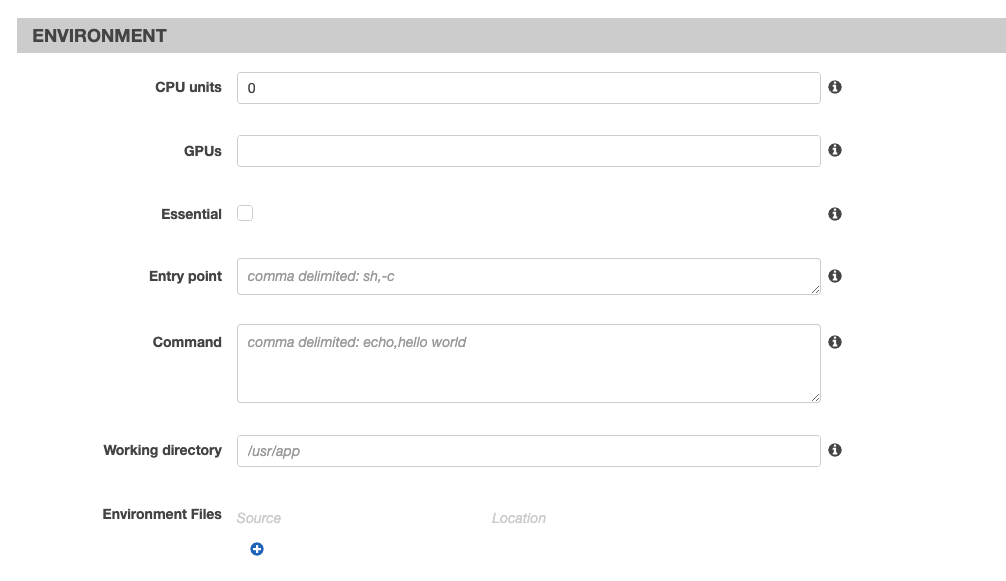 ENVIRONMENT
CPU units 0
GPUs
Essential
Entry point comma delimited: sh,-c
Command comma delimited: echo,hello world
Working directory /usr/app
Environment Files Source Location